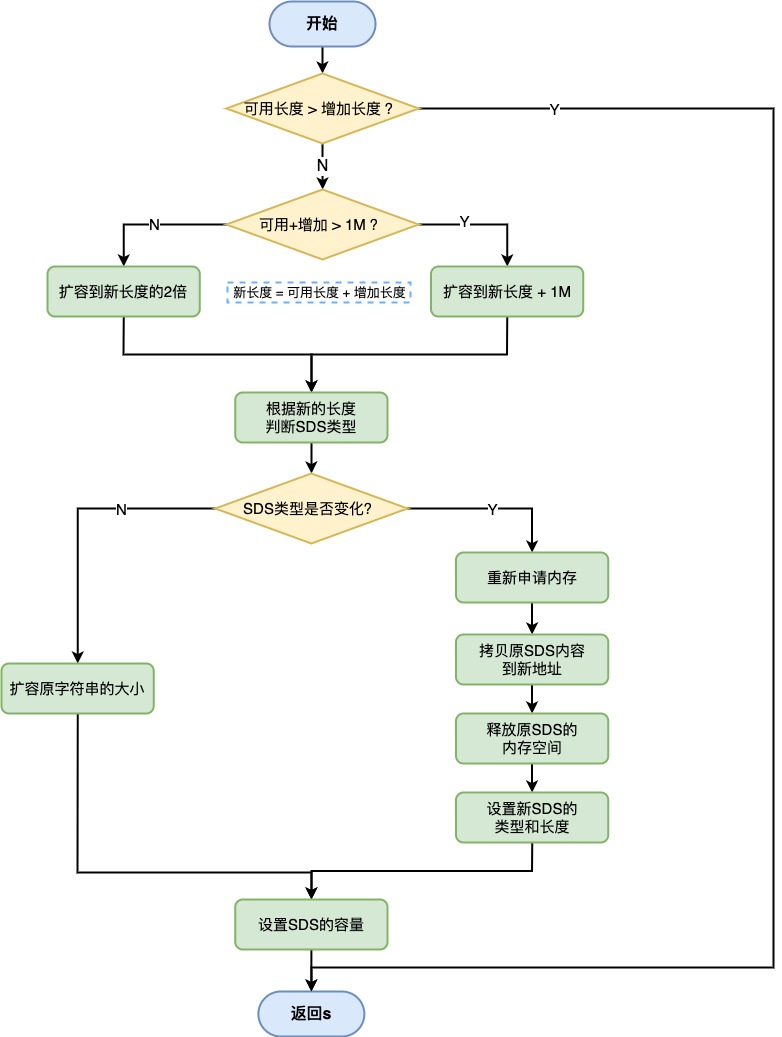 开始
可用长度 > 增加长度 ?
Y
N
可用+增加 > 1M ?
N
Y
扩容到新长度的2倍
新长度 = 可用长度 + 增加长度
扩容到新长度 + 1M
根据新的长度
判断SDS类型
SDS类型是否变化?
N
Y
重新申请内存
拷贝原SDS内容
到新地址
扩容原字符串的大小
释放原SDS的
内存空间
设置新SDS的
类型和长度
设置SDS的容量
返回s